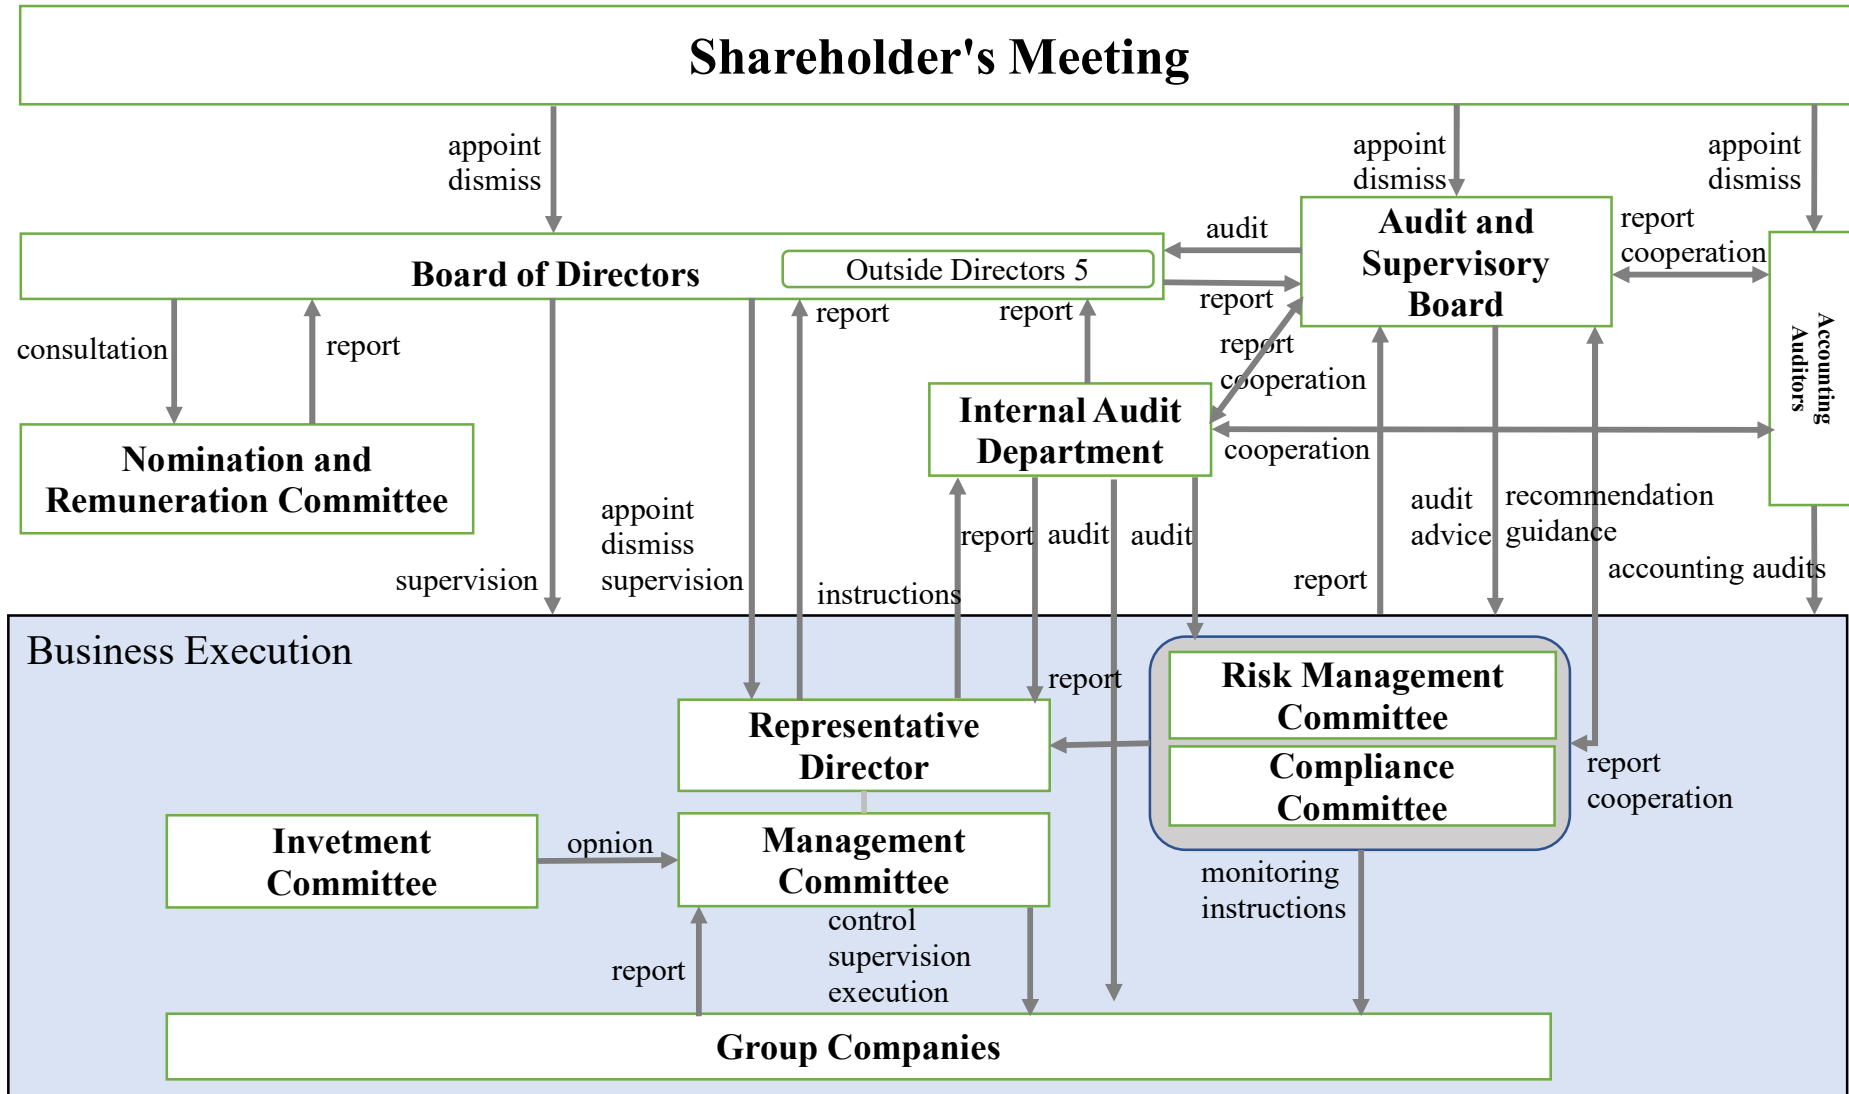 Shareholder's Meeting
appoint
dismiss
appoint
dismiss
appoint
dismiss
Board of Directors
Outside Directors 5
audit
report
Audit and
Supervisory
Board
report
cooperation
Accounting
Auditors
consultation
report
report
report
report
cooperation
Nomination and
Remuneration Committee
Internal Audit
Department
cooperation
supervision
appoint
dismiss
supervision
instructions
report
audit
audit
report
audit
advice
recommendation
guidance
accounting audits
Business Execution
Representative
Director
report
Risk Management
Committee
Compliance
Committee
report
cooperation
Invetment
Committee
opnion
Management
Committee
monitoring
instructions
report
control
supervision
execution
Group Companies